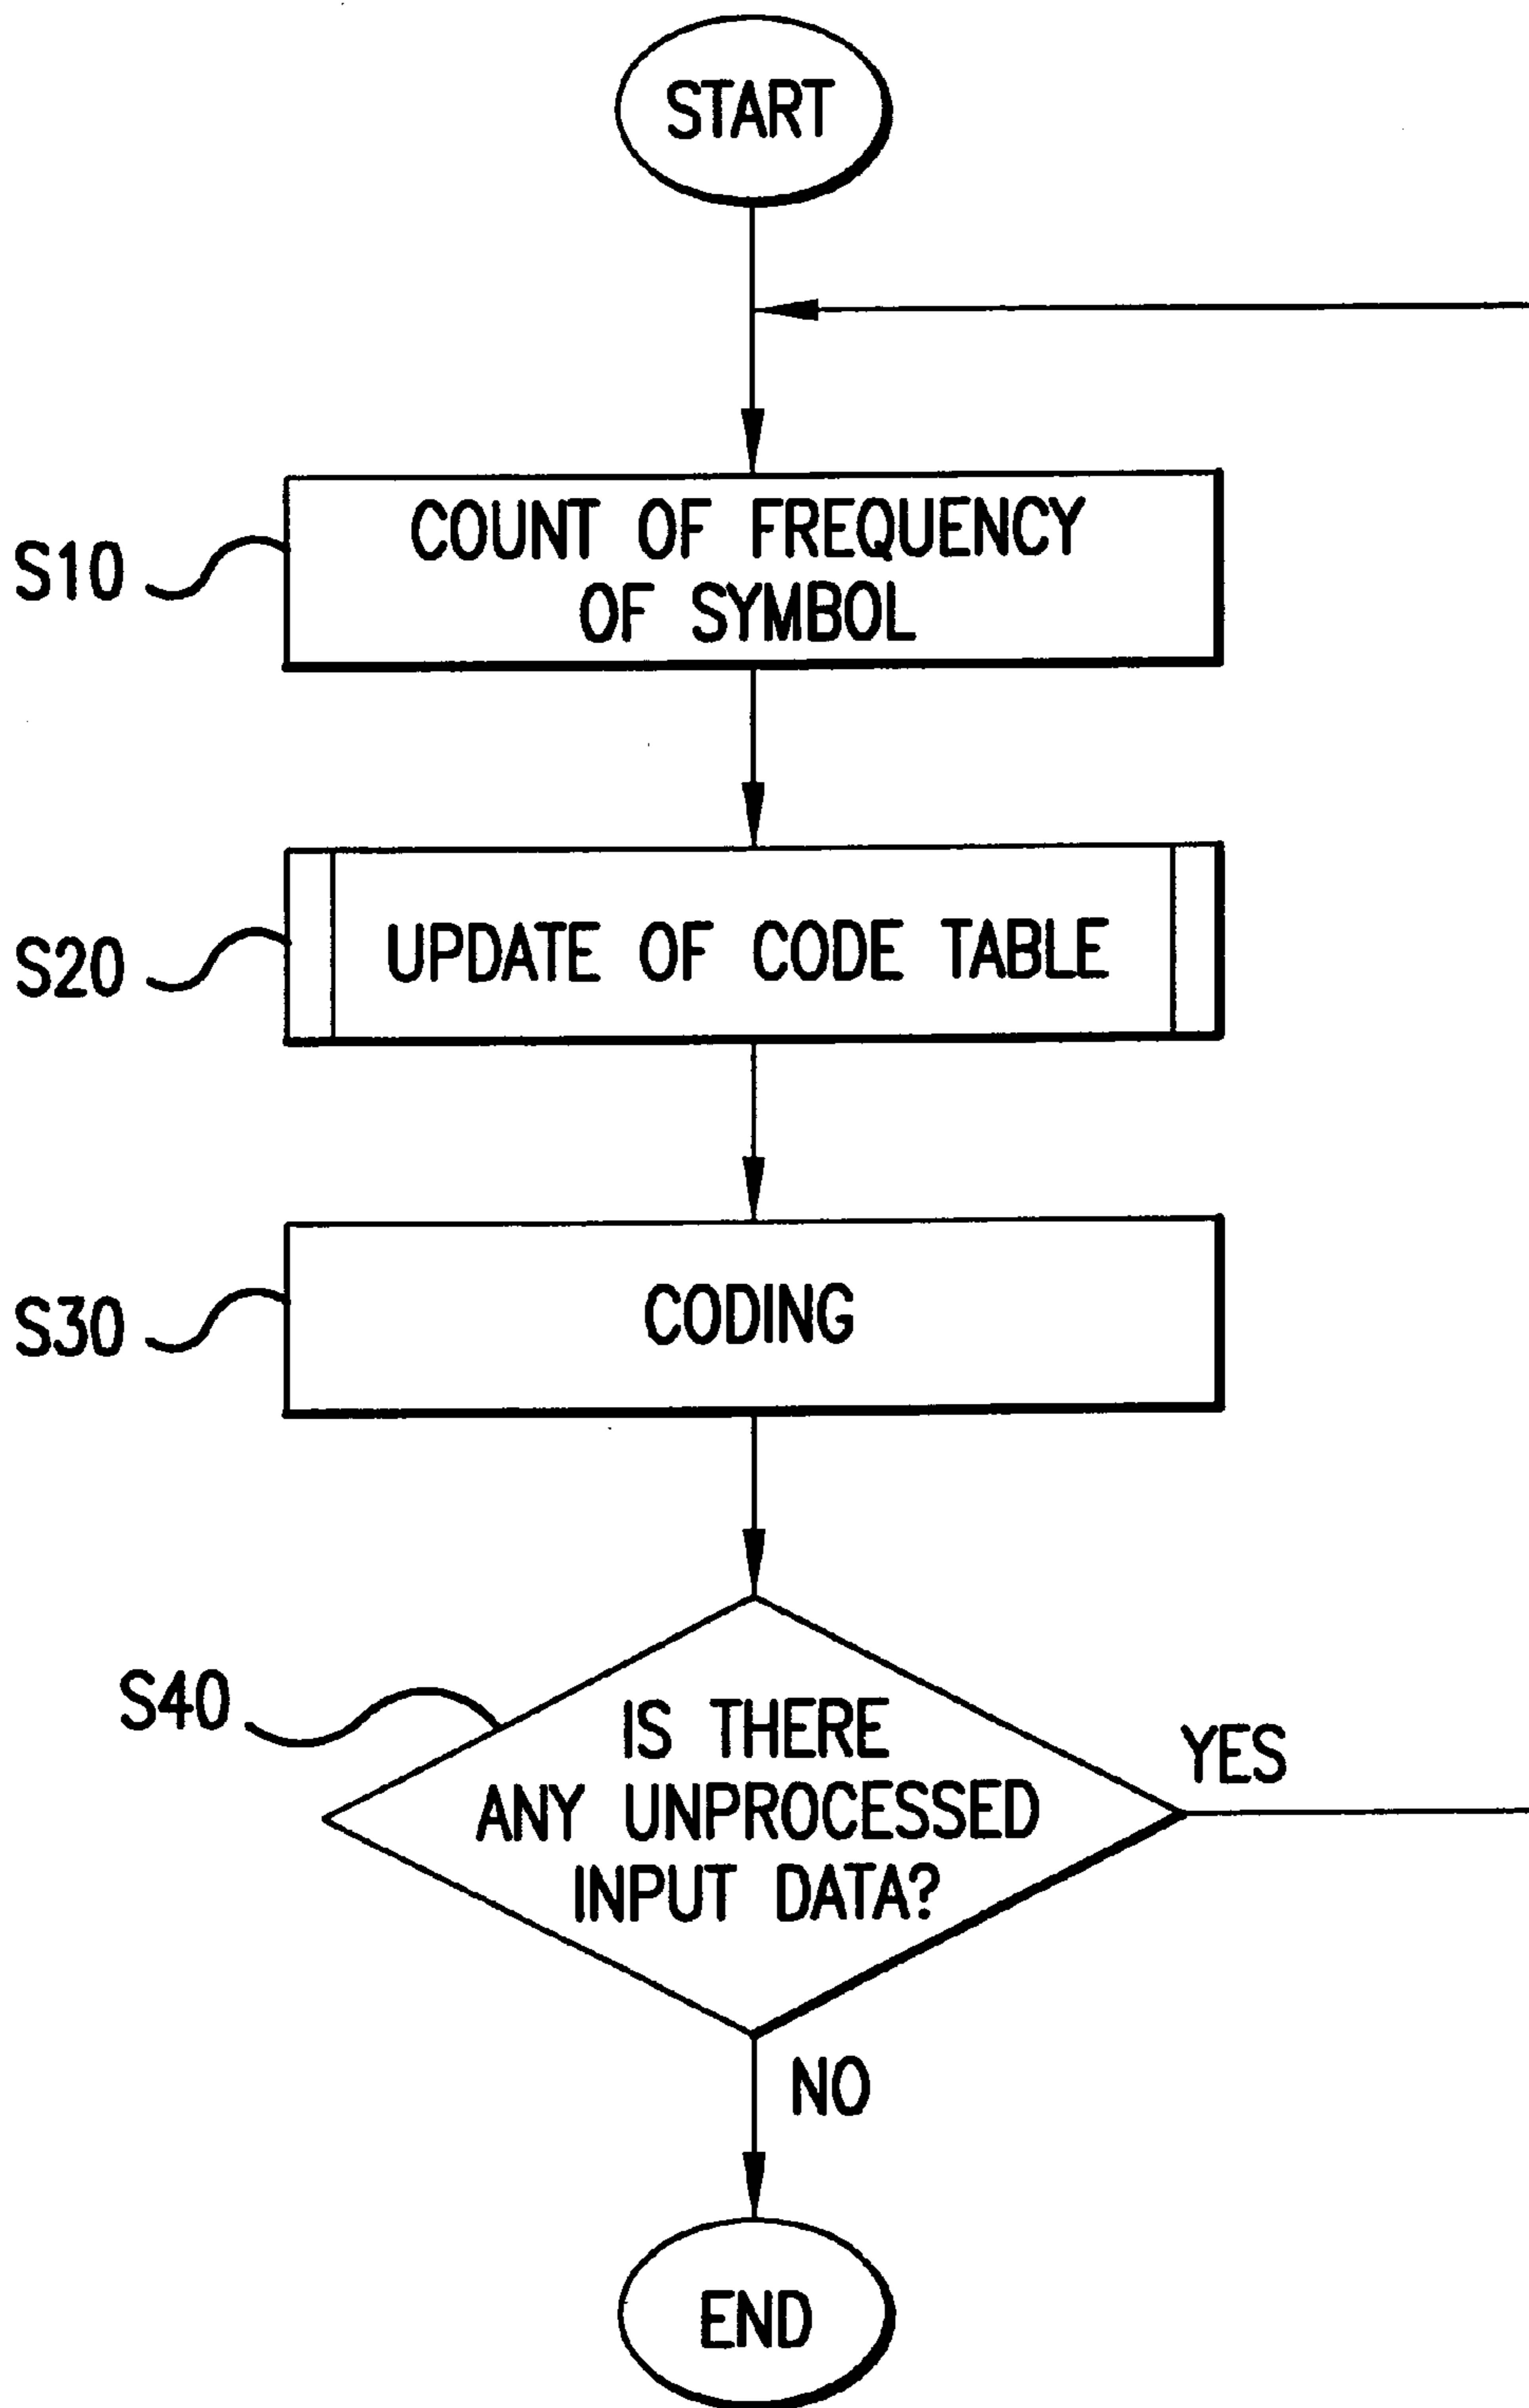 START
S10
COUNT OF FREQUENCY
OF SYMBOL
S20
UPDATE OF CODE TABLE
S30
CODING
S40
IS THERE
ANY UNPROCESSED
INPUT DATA?
YES
NO
END